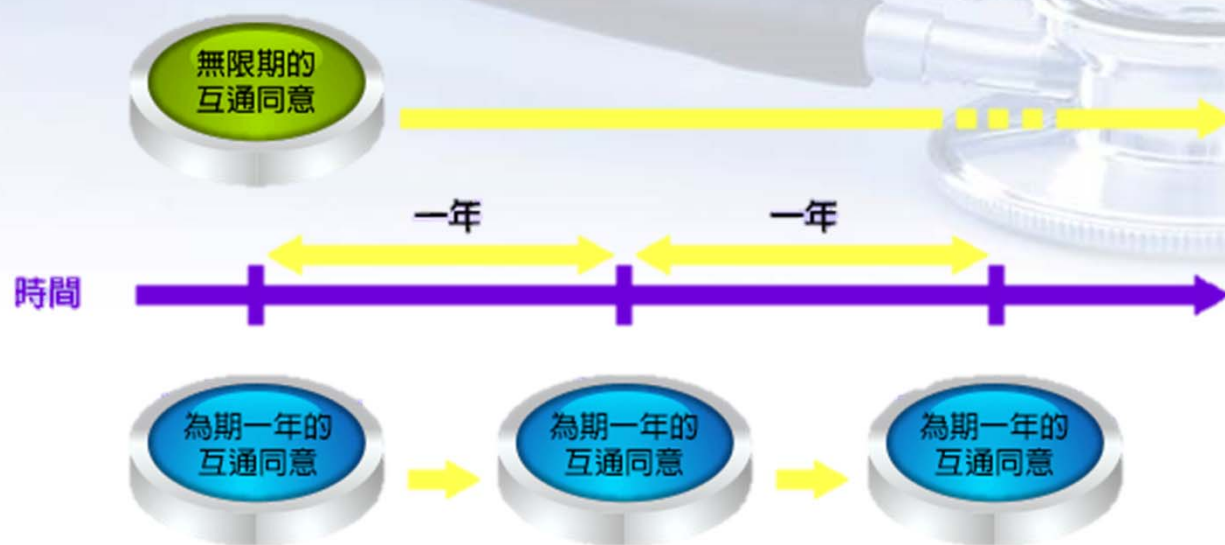 無限期的
互通同意
一年
一年
時間
為期一年的
互通同意
為期一年的
互通同意
為期一年的
互通同意